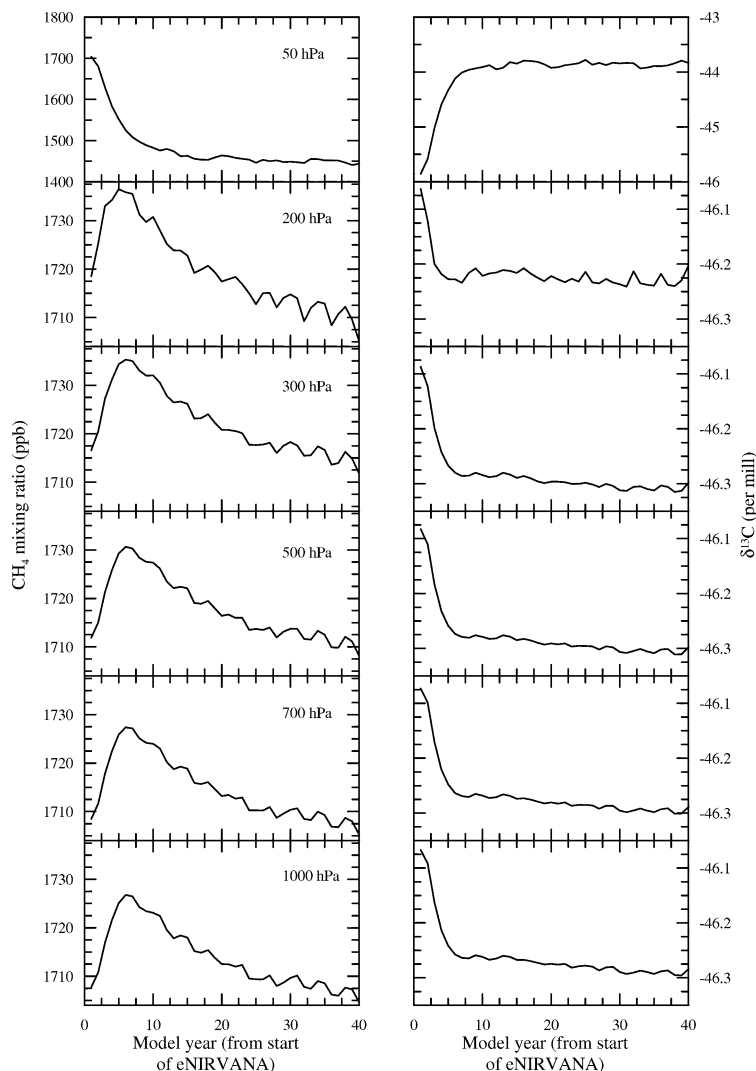 1800 -43
1700 50 hPa
-44
1600
1500 -45
1400 -46
1730 200 hPa -46.1
1720 -46.2
1710 -46.3
1730 300 hPa -46.1
1720 -46.2
1710 -46.3
CH₄ mixing ratio (ppb)
δ¹³C (per mill)
1730 500 hPa -46.1
1720 -46.2
1710 -46.3
1730 700 hPa -46.1
1720 -46.2
1710 -46.3
1730 1000 hPa -46.1
1720 -46.2
1710 -46.3
0 10 20 30 40 0 10 20 30 40
Model year (from start Model year (from start
of eNIRVANA) of eNIRVANA)